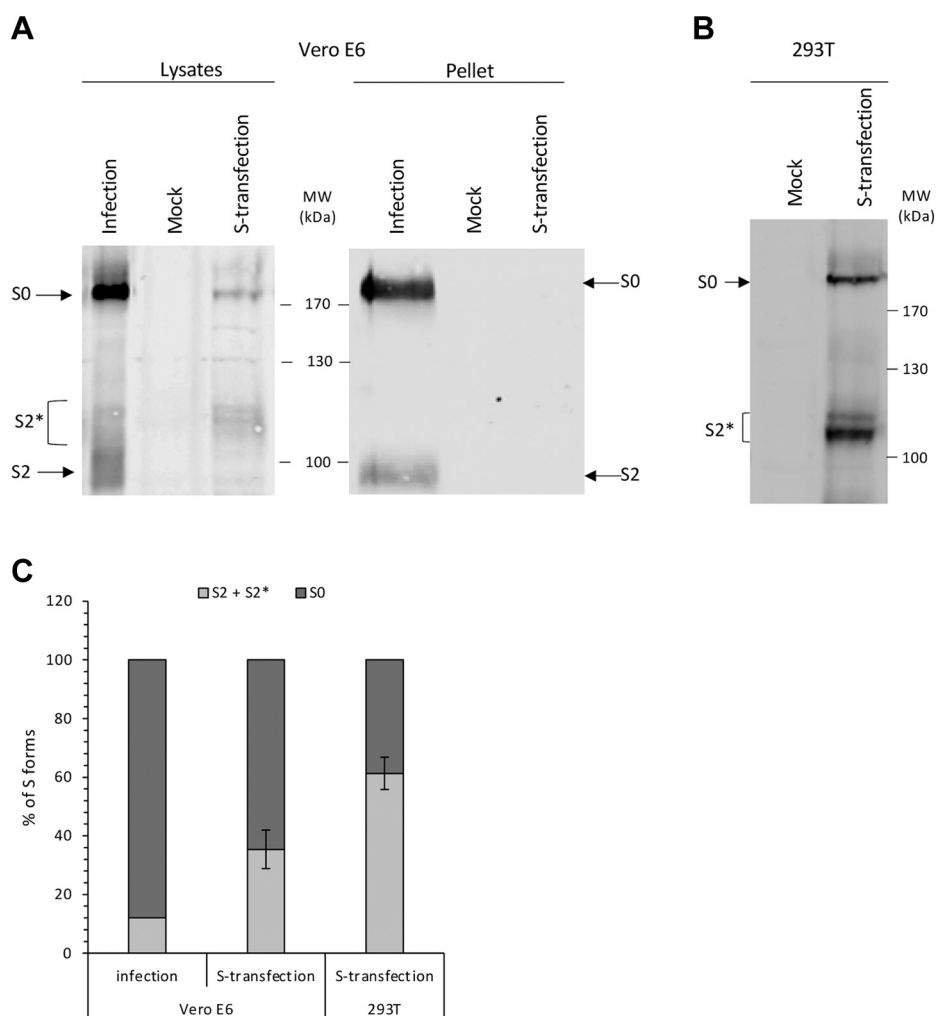 A
Vero E6
Lysates
Pellet
Infection
Mock
S-transfection
MW
(kDa)
Infection
Mock
S-transfection
S0
S2*
S2
170
130
100
S0
S2
B
293T
Mock
S-transfection
MW
(kDa)
S0
S2*
170
130
100
C
S2 + S2*
S0
% of S forms
120
100
80
60
40
20
0
infection
S-transfection
S-transfection
Vero E6
293T